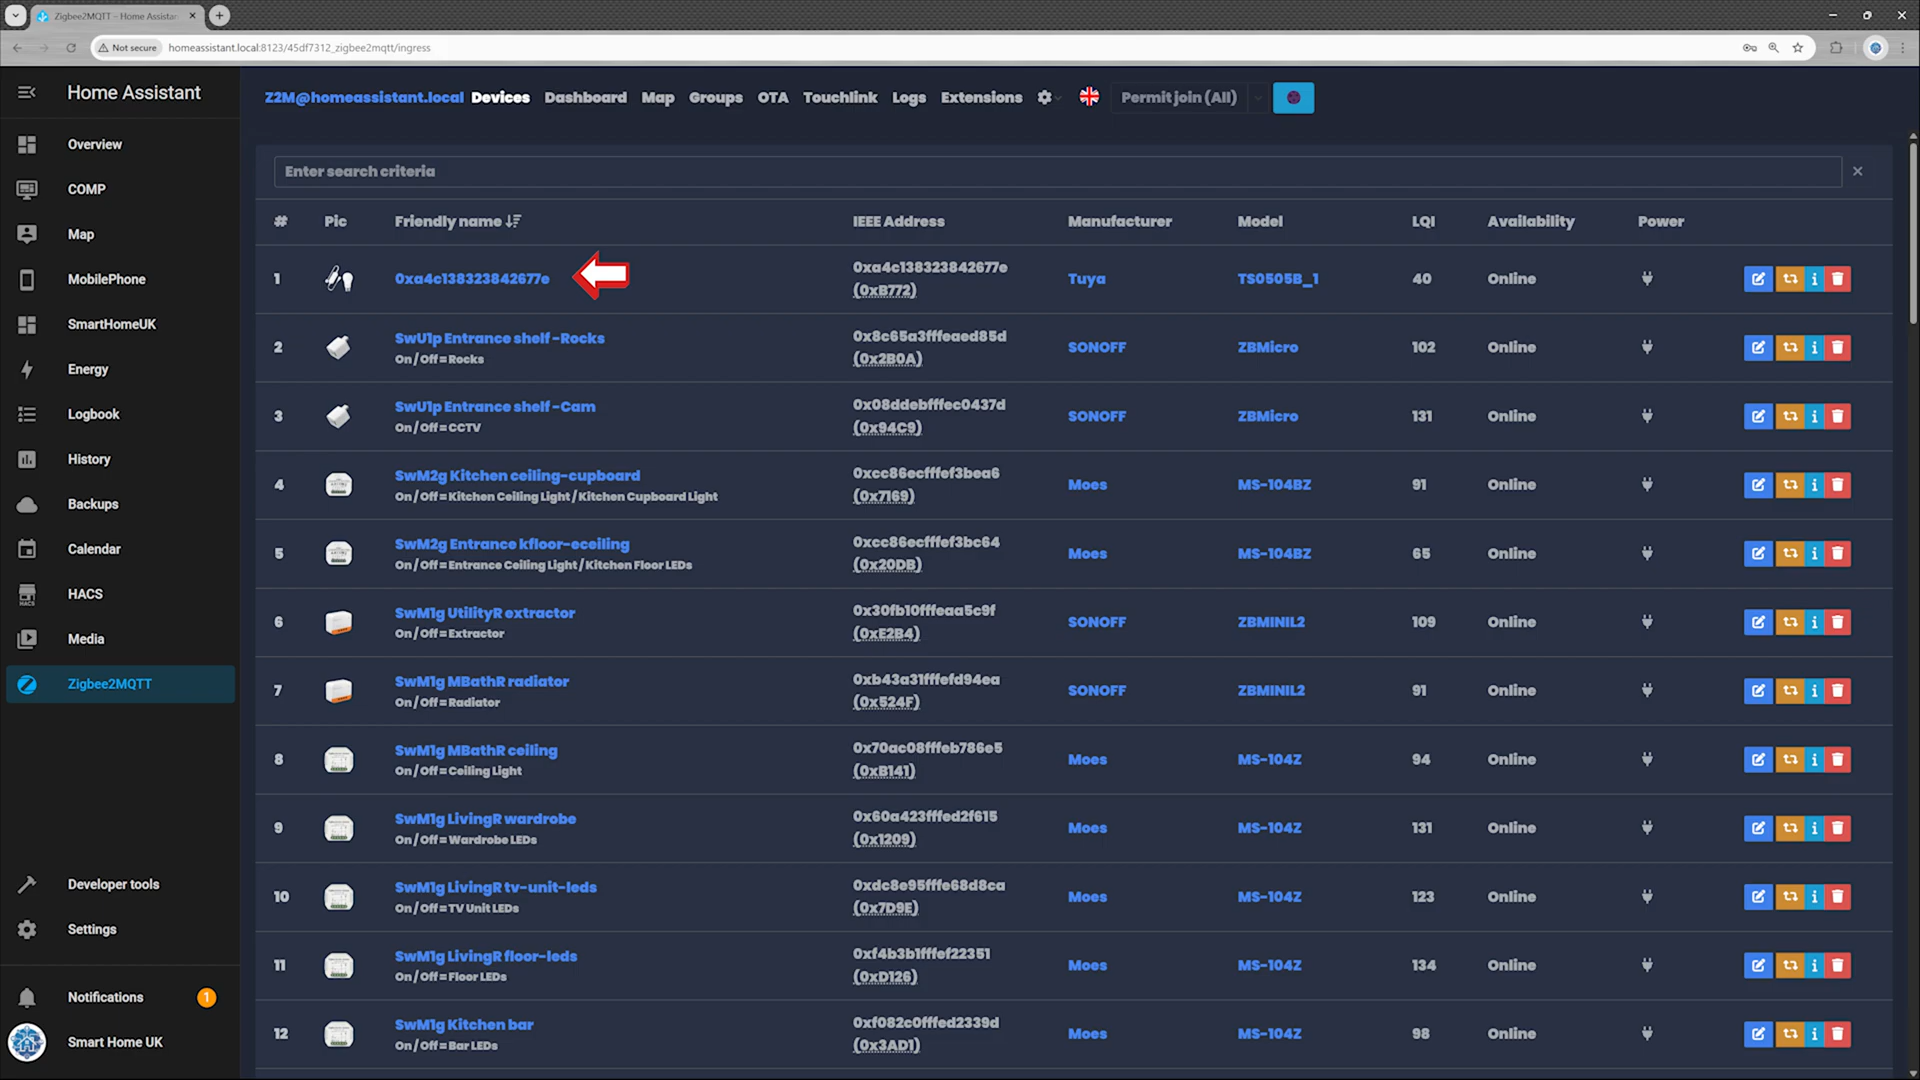 Zigbee2MQTT - Home Assistant
Not secure
homeassistant.local:8123/45df7312_zigbee2mqtt/ingress
Home Assistant
Overview
COMP
Map
MobilePhone
SmartHomeUK
Energy
Logbook
History
Backups
Calendar
HACS
HACS
Media
Zigbee2MQTT
Developer tools
Settings
Notifications 1
Smart Home UK
Z2M@homeassistant.local Devices Dashboard Map Groups OTA Touchlink Logs Extensions Permit join (All)
Enter search criteria
# Pic Friendly name IEEE Address Manufacturer Model LQI Availability Power
1 0xa4c138323842677e 0xa4c138323842677e Tuya TS0505B_1 40 Online
(0xB772)
2 SwU1p Entrance shelf -Rocks 0x8c65a3fffeaed85d SONOFF ZBMicro 102 Online
On / Off = Rocks (0x2B0A)
3 SwU1p Entrance shelf -Cam 0x08ddebfffec0437d SONOFF ZBMicro 131 Online
On / Off = CCTV (0x94C9)
4 SwM2g Kitchen ceiling-cupboard 0xcc86ecfffef3bea6 Moes MS-104BZ 91 Online
On / Off = Kitchen Ceiling Light / Kitchen Cupboard Light (0x7169)
5 SwM2g Entrance kfloor-eceiling 0xcc86ecfffef3bc64 Moes MS-104BZ 65 Online
On / Off = Entrance Ceiling Light / Kitchen Floor LEDs (0x20DB)
6 SwM1g UtilityR extractor 0x30fb10fffeaa5c9f SONOFF ZBMINIL2 109 Online
On / Off = Extractor (0xE2B4)
7 SwM1g MBathR radiator 0xb43a31fffefd94ea SONOFF ZBMINIL2 91 Online
On / Off = Radiator (0x524F)
8 SwM1g MBathR ceiling 0x70ac08fffeb786e5 Moes MS-104Z 94 Online
On / Off = Ceiling Light (0xB141)
9 SwM1g LivingR wardrobe 0x60a423fffed2f615 Moes MS-104Z 131 Online
On / Off = Wardrobe LEDs (0x1209)
10 SwM1g LivingR tv-unit-leds 0xdc8e95fffe68d8ca Moes MS-104Z 123 Online
On / Off = TV Unit LEDs (0x7D9E)
11 SwM1g LivingR floor-leds 0xf4b3b1fffef22351 Moes MS-104Z 134 Online
On / Off = Floor LEDs (0xD126)
12 SwM1g Kitchen bar 0xf082c0fffed2339d Moes MS-104Z 98 Online
On / Off = Bar LEDs (0x3AD1)